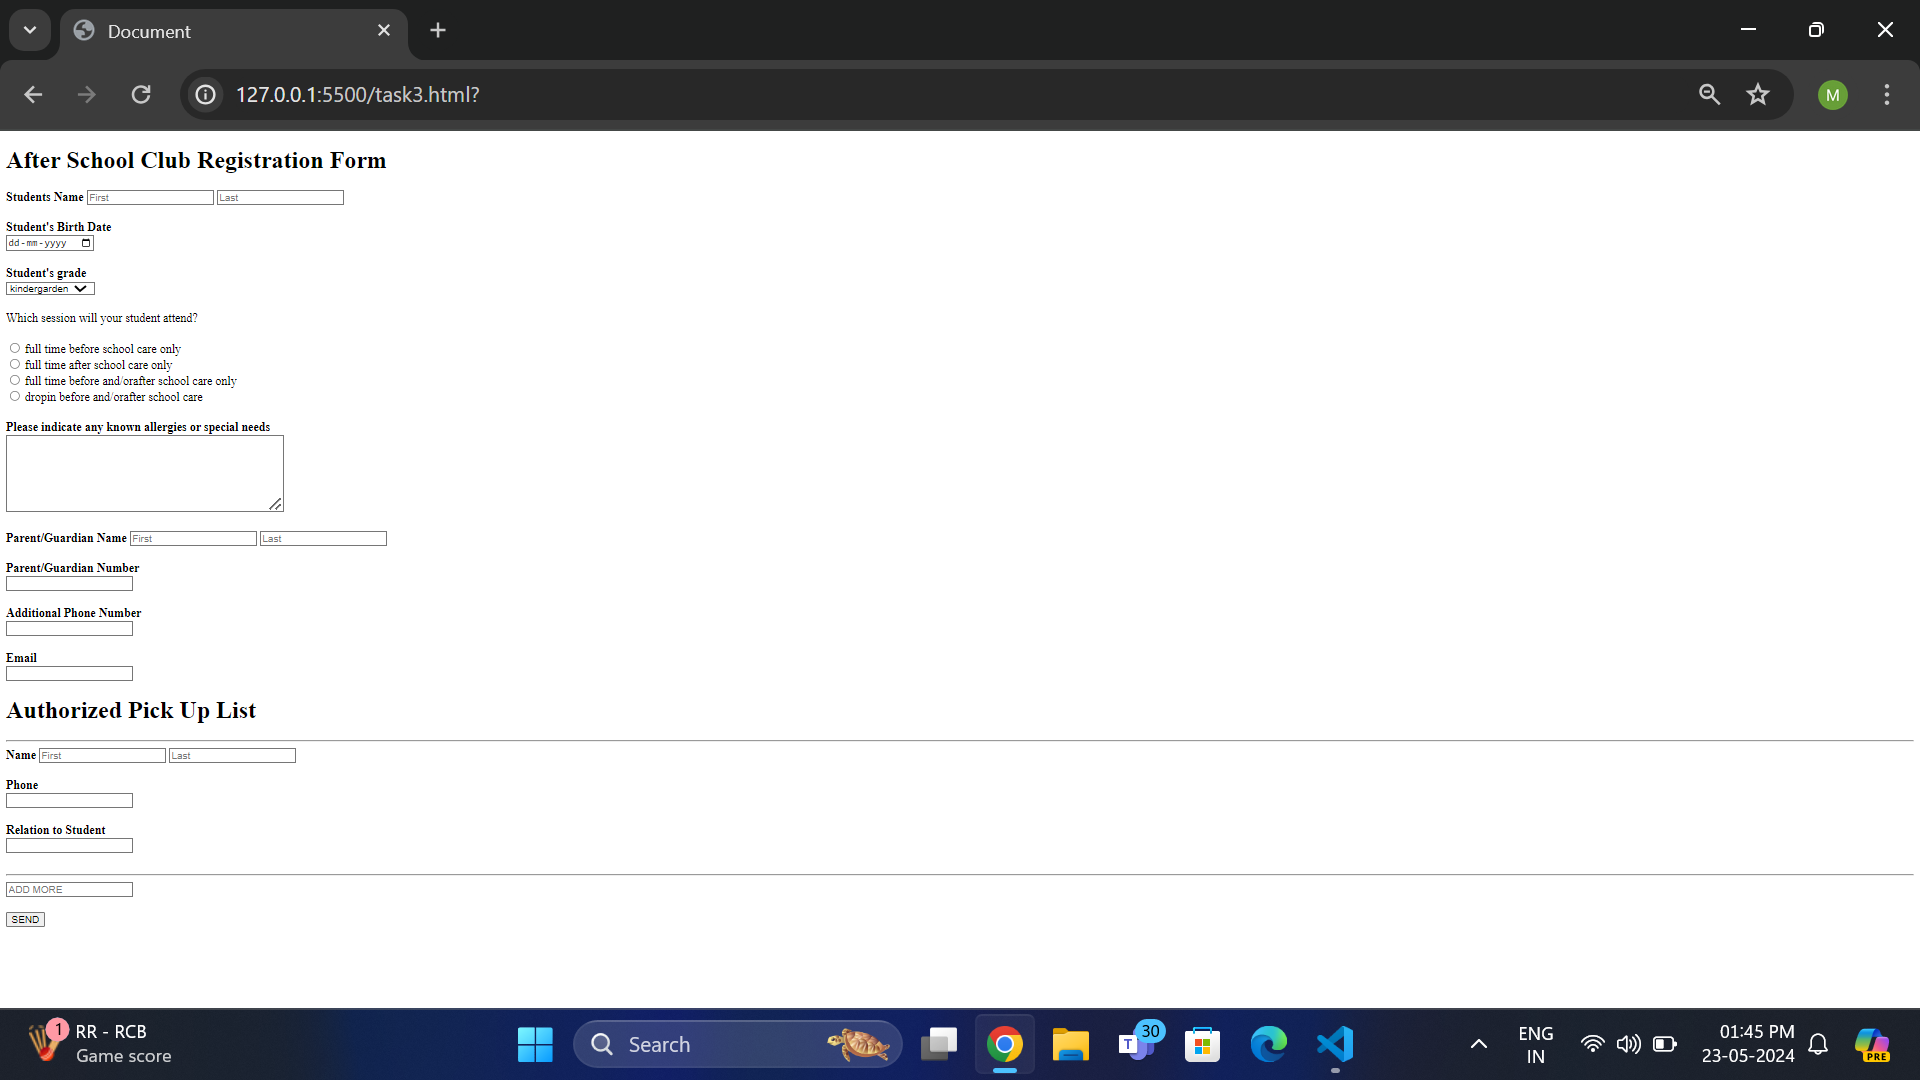 Document
127.0.0.1:5500/task3.html?
M
After School Club Registration Form
Students Name First Last
Student's Birth Date
dd-mm-yyyy
Student's grade
kindergarden
Which session will your student attend?
full time before school care only
full time after school care only
full time before and/orafter school care only
dropin before and/orafter school care
Please indicate any known allergies or special needs
Parent/Guardian Name First Last
Parent/Guardian Number
Additional Phone Number
Email
Authorized Pick Up List
Name First Last
Phone
Relation to Student
ADD MORE
SEND
1 RR - RCB
Game score
Search
T 30
ENG
IN
01:45 PM
23-05-2024
PRE